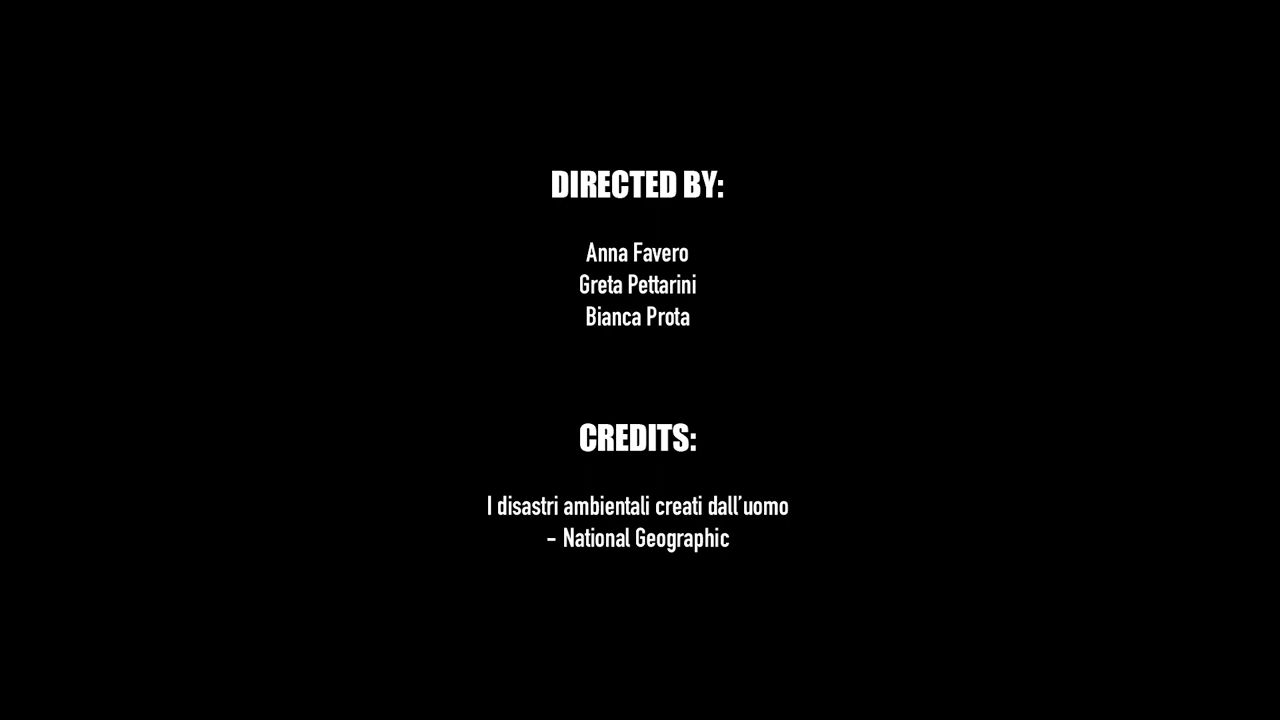 DIRECTED BY:
Anna Favero
Greta Pettarini
Bianca Prota
CREDITS:
I disastri ambientali creati dall’uomo
- National Geographic